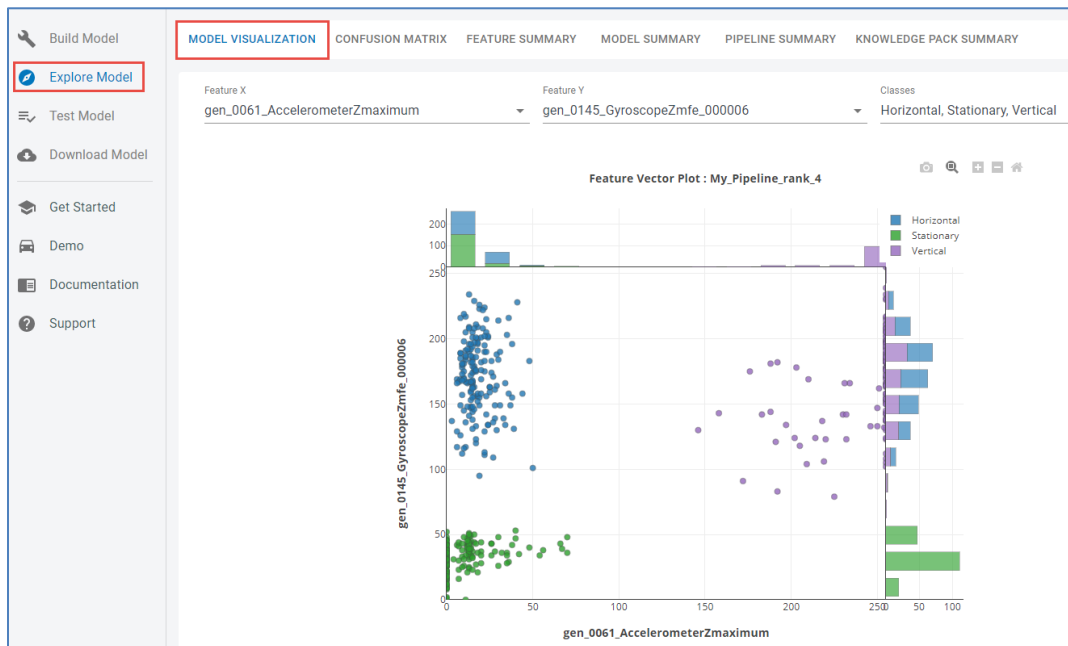 Build Model
Explore Model
Test Model
Download Model
Get Started
Demo
Documentation
Support
MODEL VISUALIZATION CONFUSION MATRIX FEATURE SUMMARY MODEL SUMMARY PIPELINE SUMMARY KNOWLEDGE PACK SUMMARY
Feature X Feature Y Classes
gen_0061_AccelerometerZmaximum gen_0145_GyroscopeZmfe_000006 Horizontal, Stationary, Vertical
Feature Vector Plot : My_Pipeline_rank_4
Horizontal
Stationary
Vertical
200
100
0
250
200
150
100
50
0
gen_0145_GyroscopeZmfe_000006
0 50 100 150 200 250 0 50 100
gen_0061_AccelerometerZmaximum